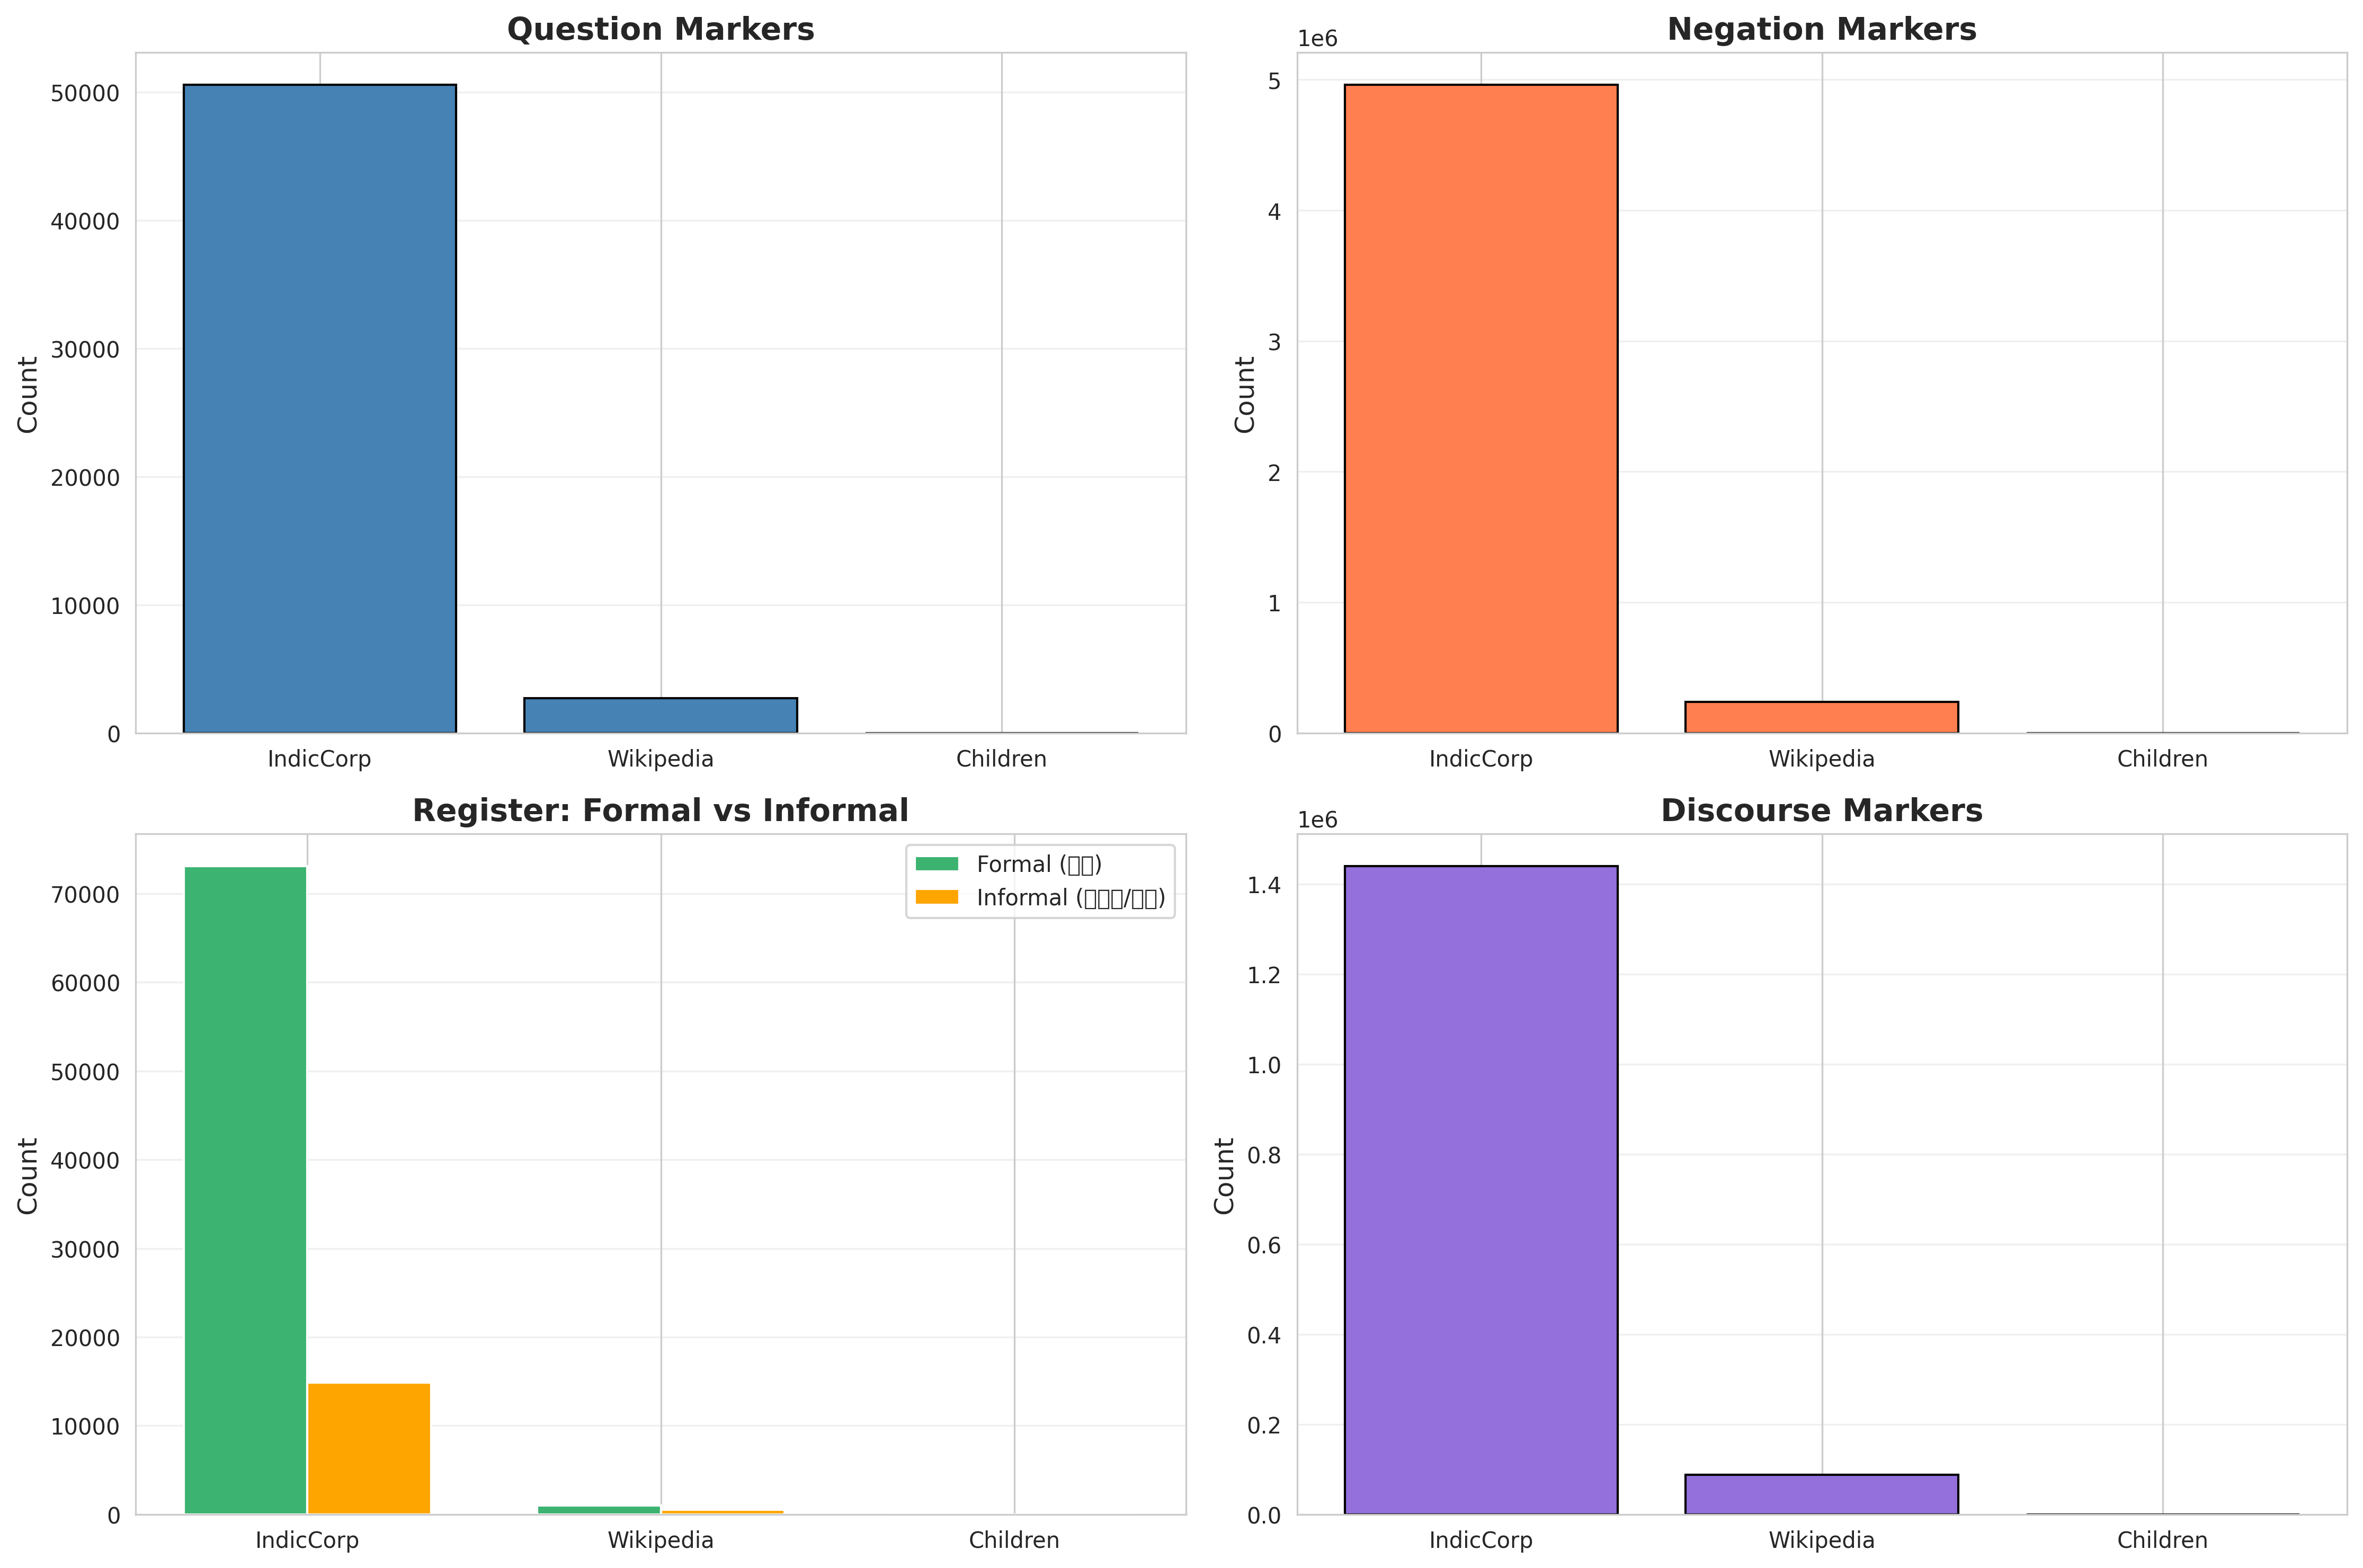 Question Markers
50000
40000
30000
20000
10000
0
Count
IndicCorp Wikipedia Children
Negation Markers
1e6
5
4
3
2
1
0
Count
IndicCorp Wikipedia Children
Register: Formal vs Informal
Formal (▯▯)
Informal (▯▯▯/▯▯)
70000
60000
50000
40000
30000
20000
10000
0
Count
IndicCorp Wikipedia Children
Discourse Markers
1e6
1.4
1.2
1.0
0.8
0.6
0.4
0.2
0.0
Count
IndicCorp Wikipedia Children